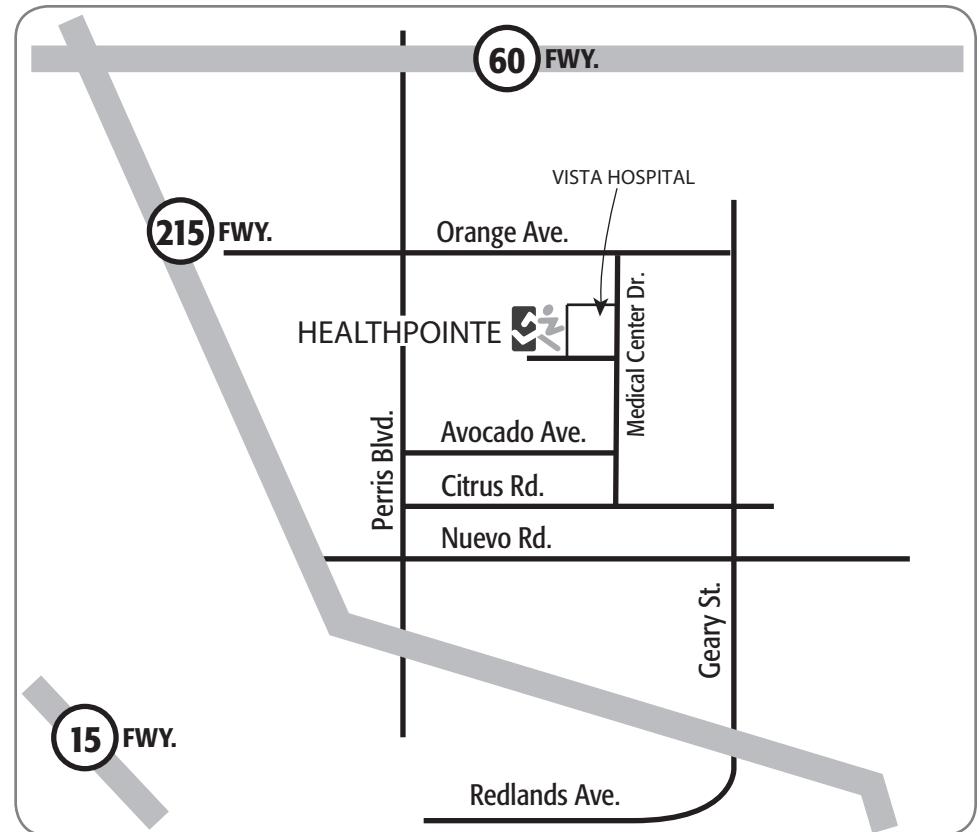 60 FWY.
VISTA HOSPITAL
215 FWY.
Orange Ave.
Medical Center Dr.
HEALTHPOINTE
Perris Blvd.
Avocado Ave.
Citrus Rd.
Nuevo Rd.
Geary St.
15 FWY.
Redlands Ave.